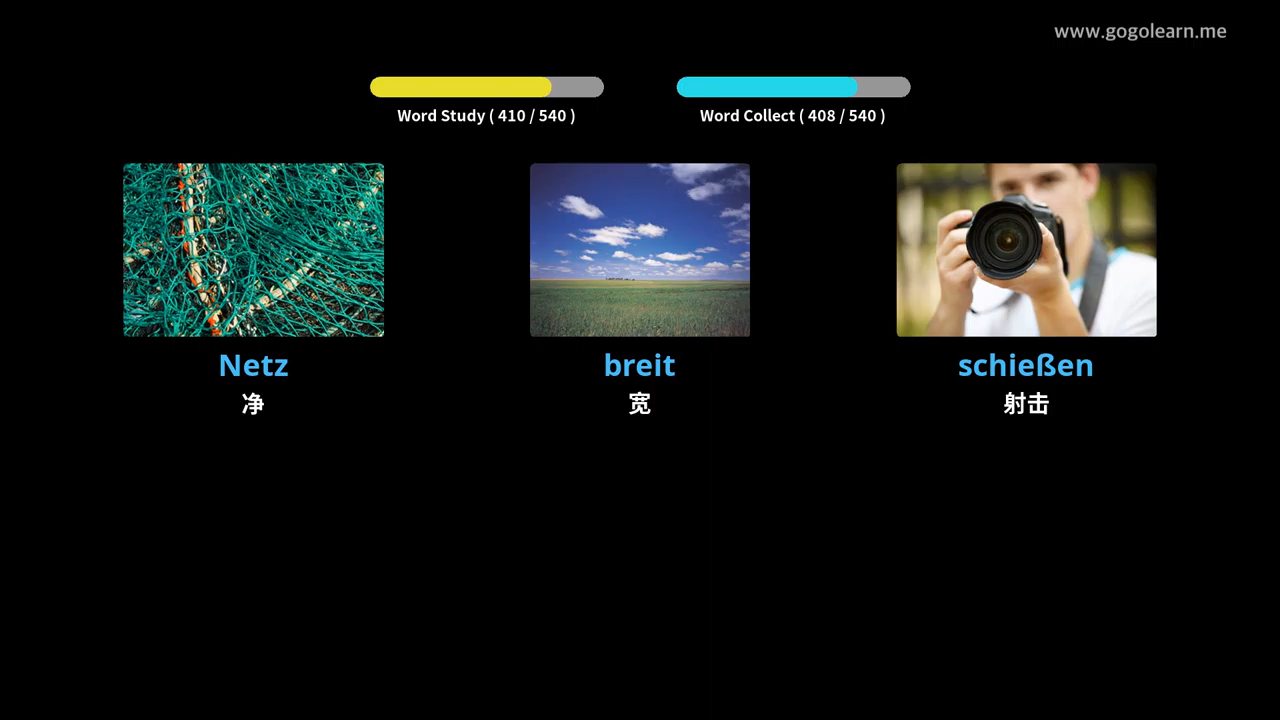 www.gogolearn.me
Word Study ( 410 / 540 )
Word Collect ( 408 / 540 )
Netz
净
breit
宽
schießen
射击